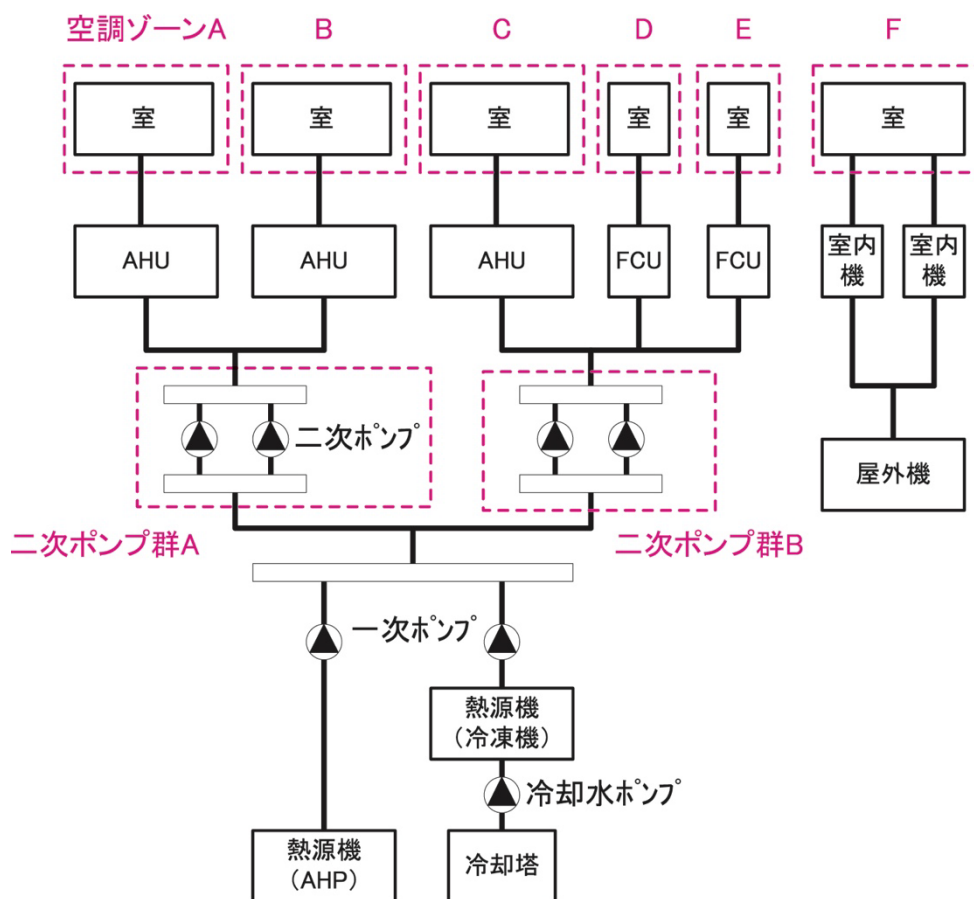 空調ゾーンA B C D E F
室 室 室 室 室 室
AHU AHU AHU FCU FCU 室内機 室内機
二次ﾎﾟﾝﾌﾟ
屋外機
二次ポンプ群A 二次ポンプ群B
一次ﾎﾟﾝﾌﾟ
熱源機
(冷凍機)
冷却水ﾎﾟﾝﾌﾟ
熱源機
(AHP)
冷却塔